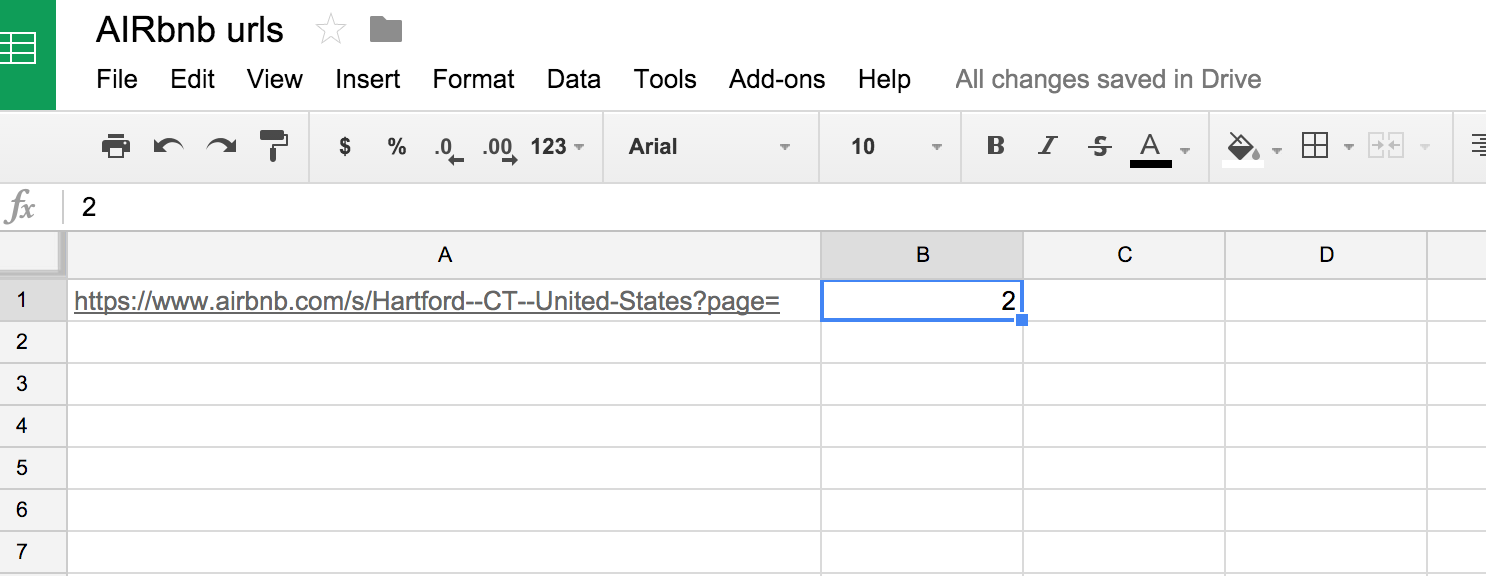 AIRbnb urls
File Edit View Insert Format Data Tools Add-ons Help All changes saved in Drive
$ % .0 .00 123 Arial 10 B I S A
fx 2
A B C D
1 https://www.airbnb.com/s/Hartford--CT--United-States?page= 2
2
3
4
5
6
7